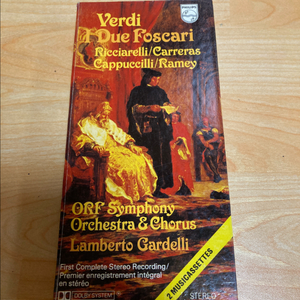 PHILIPS
Verdi
I Due Foscari
Ricciarelli/Carreras
Cappuccilli/Ramey
ORF Symphony
Orchestra & Chorus
Lamberto Gardelli
2 MUSICASSETTES
First Complete Stereo Recording/
Premier enregistrement intégral
en stéréo
DOLBY SYSTEM
STEREO